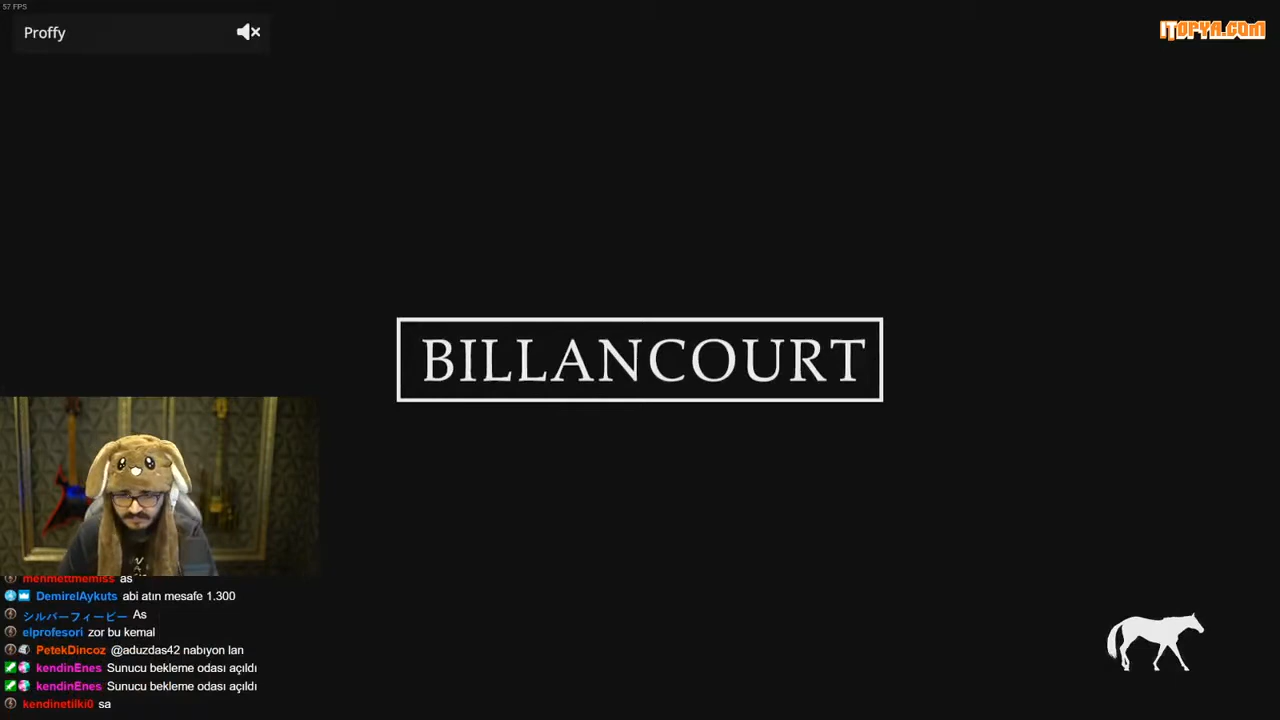 57 FPS
Proffy
ITOPYA.COM
BILLANCOURT
menmettmemiss as
DemirelAykuts abi atın mesafe 1.300
シルバーフィービー As
elprofesori zor bu kemal
PetekDincoz @aduzdas42 nabıyon lan
kendinEnes Sunucu bekleme odası açıldı
kendinEnes Sunucu bekleme odası açıldı
kendinetilki0 sa